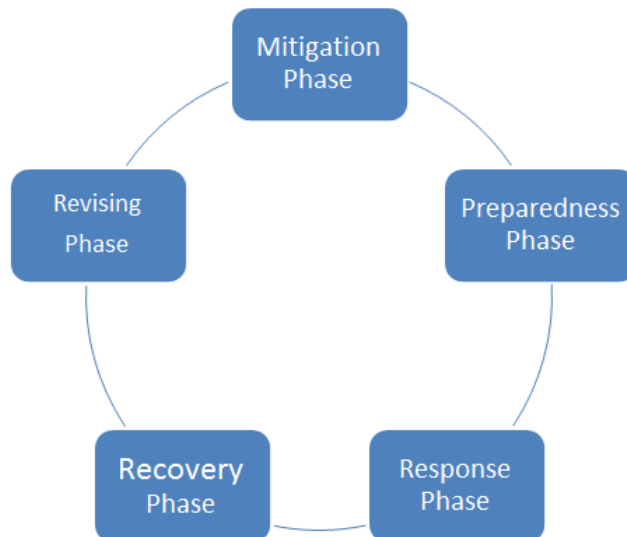 Mitigation
Phase
Preparedness
Phase
Response
Phase
Recovery
Phase
Revising
Phase